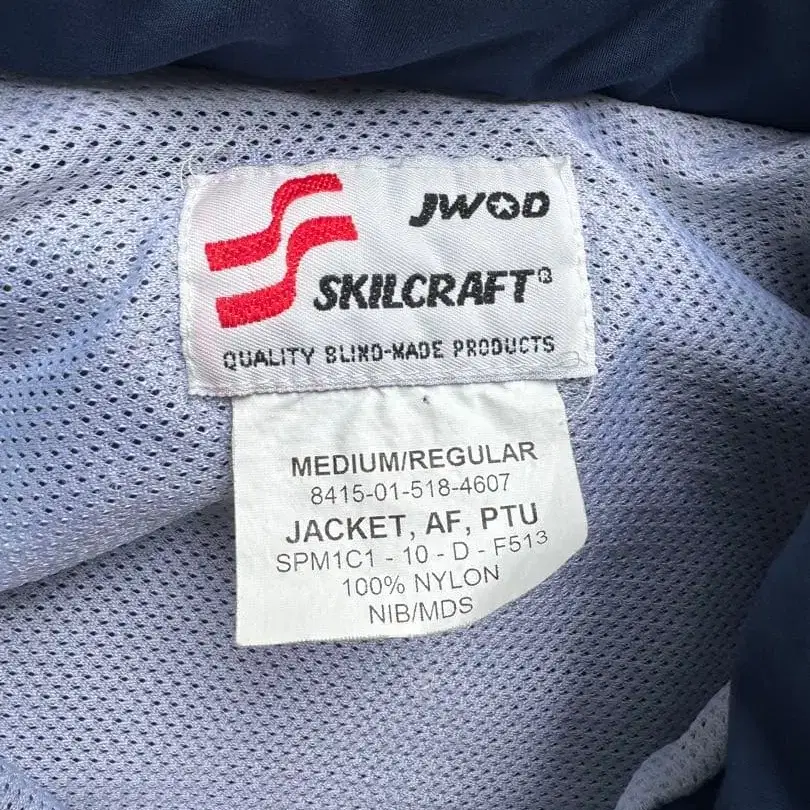 JWOD
SKILCRAFT®
QUALITY BLIND-MADE PRODUCTS
MEDIUM/REGULAR
8415-01-518-4607
JACKET, AF, PTU
SPM1C1 - 10 - D - F513
100% NYLON
NIB/MDS